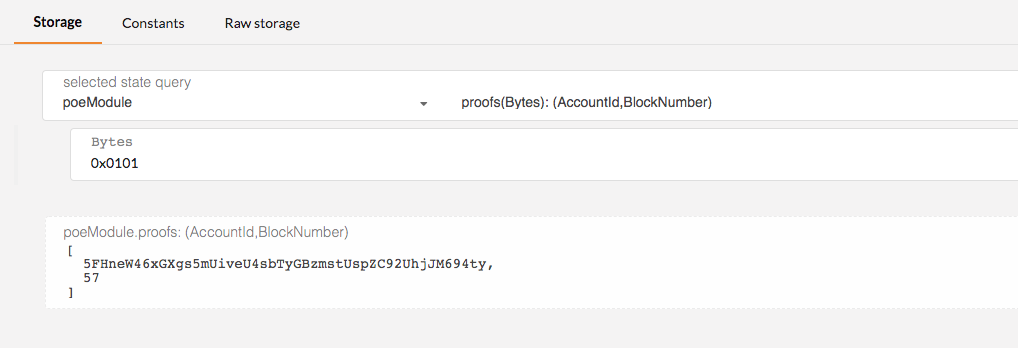 Storage Constants Raw storage
selected state query
poeModule proofs(Bytes): (AccountId,BlockNumber)
Bytes
0x0101
poeModule.proofs: (AccountId,BlockNumber)
[
5FHneW46xGXgs5mUiveU4sbTyGBzmstUspZC92UhjJM694ty,
57
]